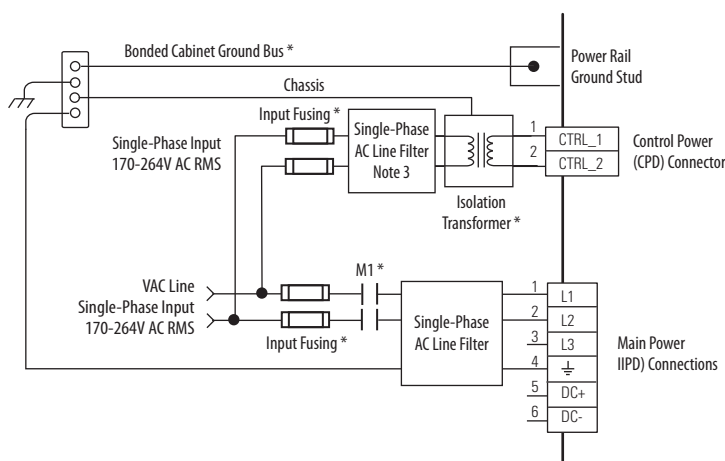 Bonded Cabinet Ground Bus *
Power Rail
Ground Stud
Chassis
Input Fusing *
Single-Phase Input
170-264V AC RMS
Single-Phase
AC Line Filter
Note 3
1
CTRL_1
2
CTRL_2
Control Power
(CPD) Connector
Isolation
Transformer *
VAC Line
Single-Phase Input
170-264V AC RMS
M1 *
Input Fusing *
Single-Phase
AC Line Filter
1
L1
2
L2
3
L3
4
5
DC+
6
DC-
Main Power
IIPD) Connections